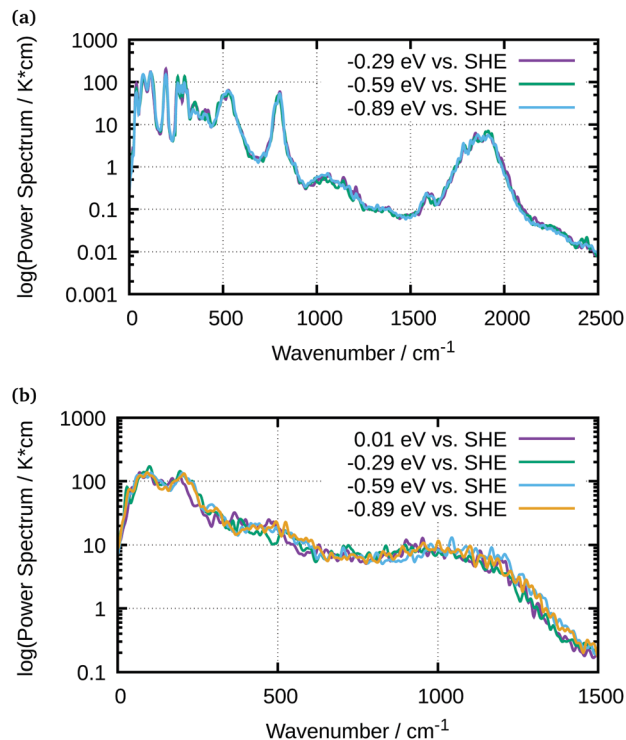 (a)
1000
100
10
1
0.1
0.01
0.001
log(Power Spectrum / K*cm)
-0.29 eV vs. SHE
-0.59 eV vs. SHE
-0.89 eV vs. SHE
0 500 1000 1500 2000 2500
Wavenumber / cm-1
(b)
1000
100
10
1
0.1
log(Power Spectrum / K*cm
0.01 eV vs. SHE
-0.29 eV vs. SHE
-0.59 eV vs. SHE
-0.89 eV vs. SHE
0 500 1000 1500
Wavenumber / cm-1